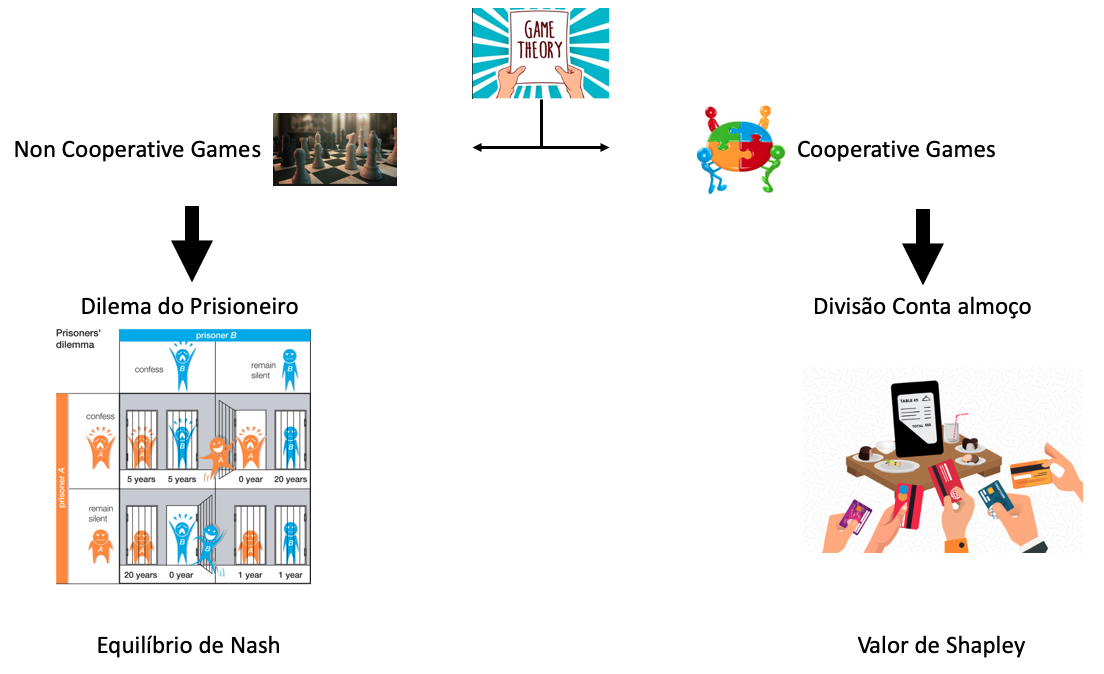 GAME
THEORY
Non Cooperative Games
Cooperative Games
Dilema do Prisioneiro
Divisão Conta almoço
Prisoners'
dilemma
prisoner B
confess
B
remain
silent
B
prisoner A
confess
A
A
B
A
A
B
5 years 5 years 0 year 20 years
remain
silent
A
A
B
B
A
B
20 years 0 year 1 year 1 year
TABLE #5
TOTAL $50
Equilíbrio de Nash
Valor de Shapley